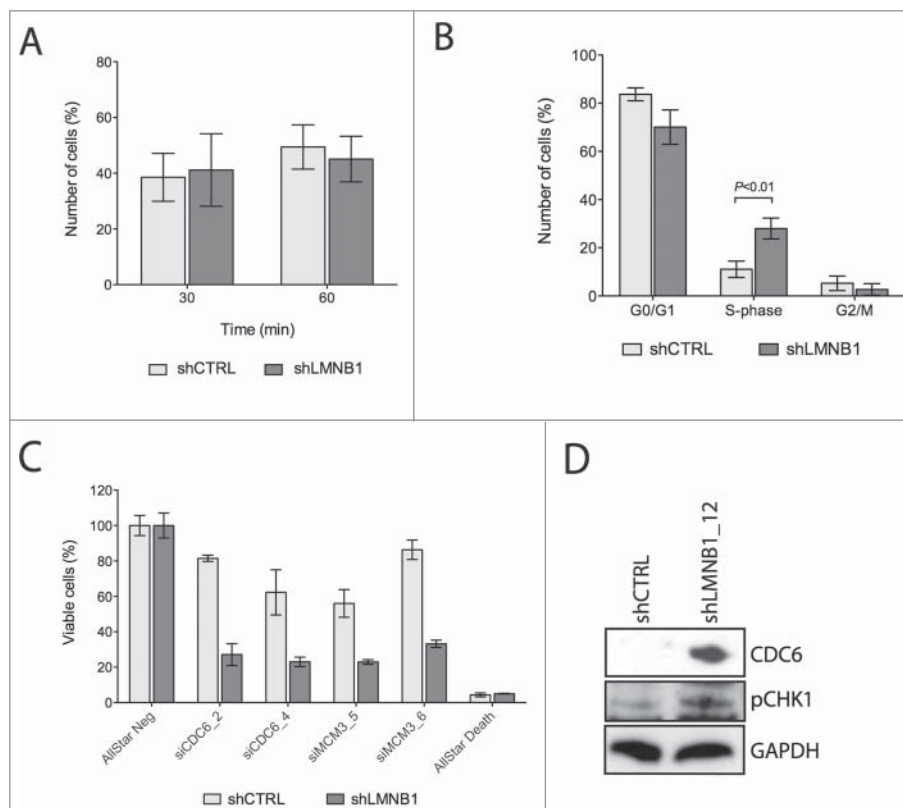 A
Number of cells (%)
80
60
40
20
0
30
60
Time (min)
shCTRL
shLMNB1
B
Number of cells (%)
100
80
60
40
20
0
P<0.01
G0/G1
S-phase
G2/M
shCTRL
shLMNB1
C
Viable cells (%)
120
100
80
60
40
20
0
AllStar Neg
siCDC6_2
siCDC6_4
siMCM3_5
siMCM3_6
AllStar Death
shCTRL
shLMNB1
D
shCTRL
shLMNB1_12
CDC6
pCHK1
GAPDH